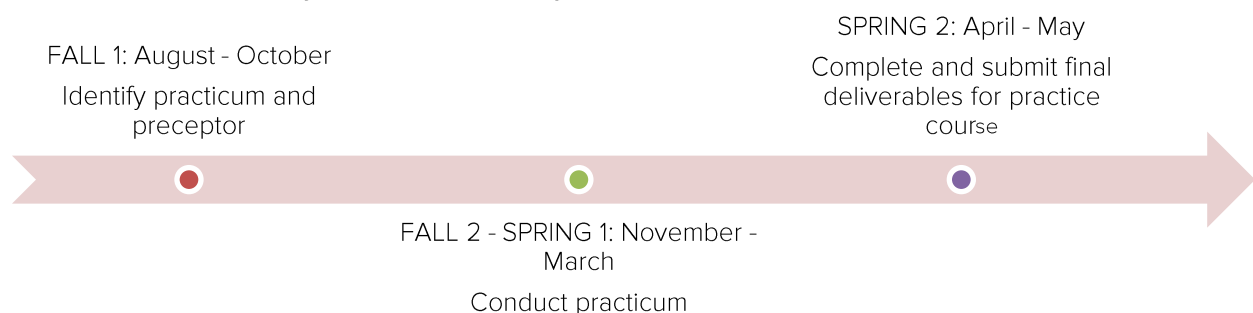 FALL 1: August - October
Identify practicum and
preceptor
FALL 2 - SPRING 1: November -
March
Conduct practicum
SPRING 2: April - May
Complete and submit final
deliverables for practice
course